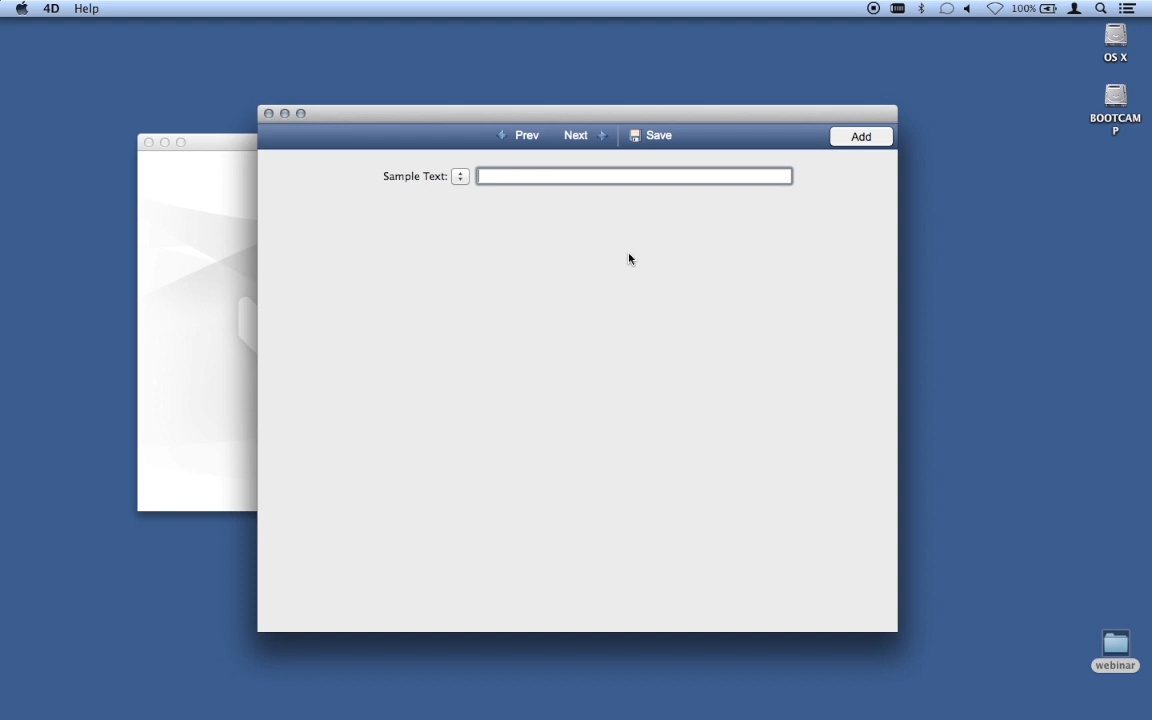 4D Help 100%
OS X
BOOTCAM
P
Prev Next Save Add
Sample Text:
webinar